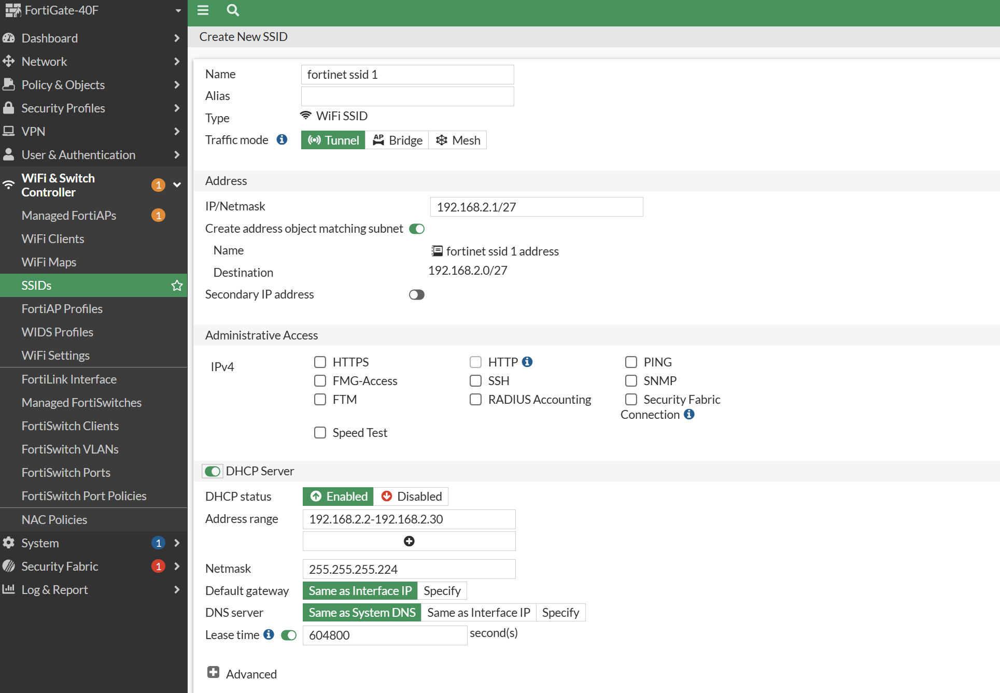 FortiGate-40F
Dashboard
Network
Policy & Objects
Security Profiles
VPN
User & Authentication
WiFi & Switch
Controller
1
Managed FortiAPs
1
WiFi Clients
WiFi Maps
SSIDs
FortiAP Profiles
WIDS Profiles
WiFi Settings
FortiLink Interface
Managed FortiSwitches
FortiSwitch Clients
FortiSwitch VLANs
FortiSwitch Ports
FortiSwitch Port Policies
NAC Policies
System
1
Security Fabric
1
Log & Report
Create New SSID
Name fortinet ssid 1
Alias
Type WiFi SSID
Traffic mode Tunnel AP Bridge Mesh
Address
IP/Netmask 192.168.2.1/27
Create address object matching subnet
Name fortinet ssid 1 address
Destination 192.168.2.0/27
Secondary IP address
Administrative Access
IPv4 HTTPS HTTP PING
FMG-Access SSH SNMP
FTM RADIUS Accounting Security Fabric
Connection
Speed Test
DHCP Server
DHCP status Enabled Disabled
Address range 192.168.2.2-192.168.2.30
Netmask 255.255.255.224
Default gateway Same as Interface IP Specify
DNS server Same as System DNS Same as Interface IP Specify
Lease time 604800 second(s)
Advanced